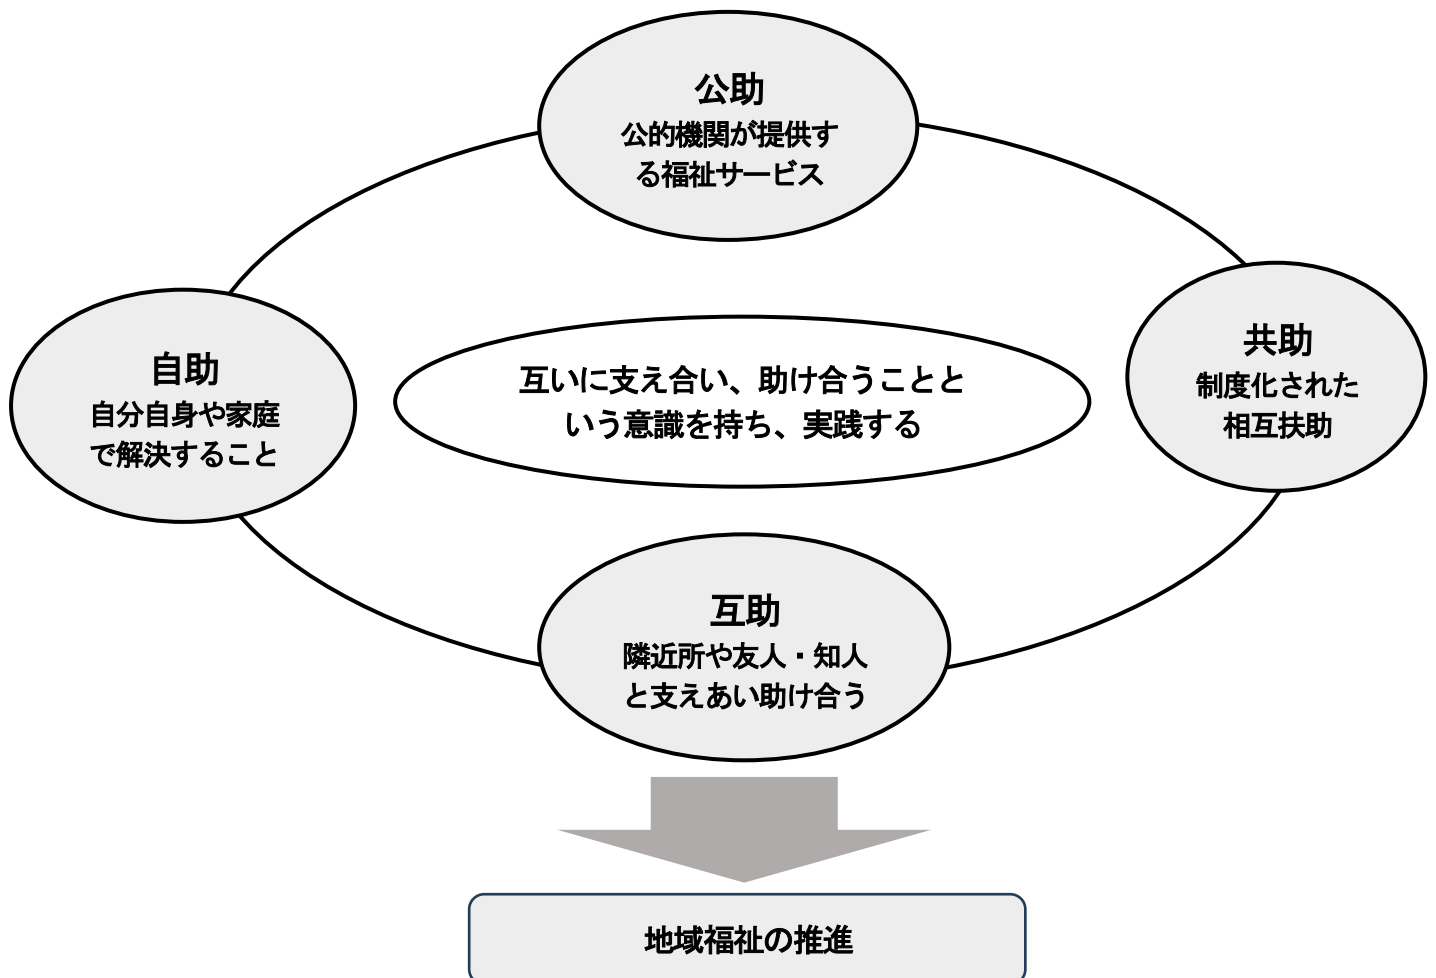 公助
公的機関が提供す
る福祉サービス
自助
自分自身や家庭
で解決すること
互いに支え合い、助け合うことと
いう意識を持ち、実践する
共助
制度化された
相互扶助
互助
隣近所や友人・知人
と支えあい助け合う
地域福祉の推進